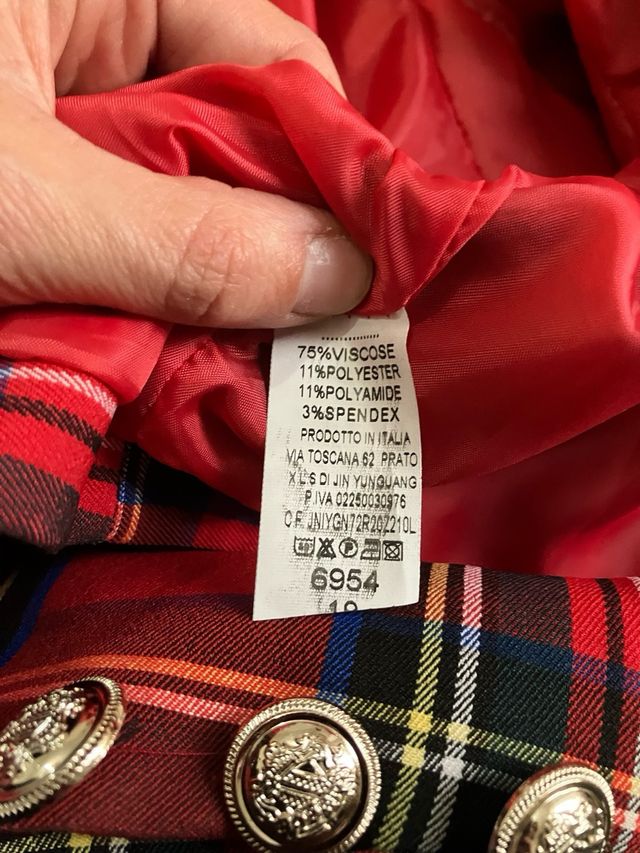 75%VISCOSE
11%POLYESTER
11%POLYAMIDE
3%SPENDEX
PRODOTTO IN ITALIA
VIA TOSCANA 62 PRATO
X L S DI JIN YUNGUANG
P.IVA 02250030976
C.F. JNIYGN72R20Z210L
6954